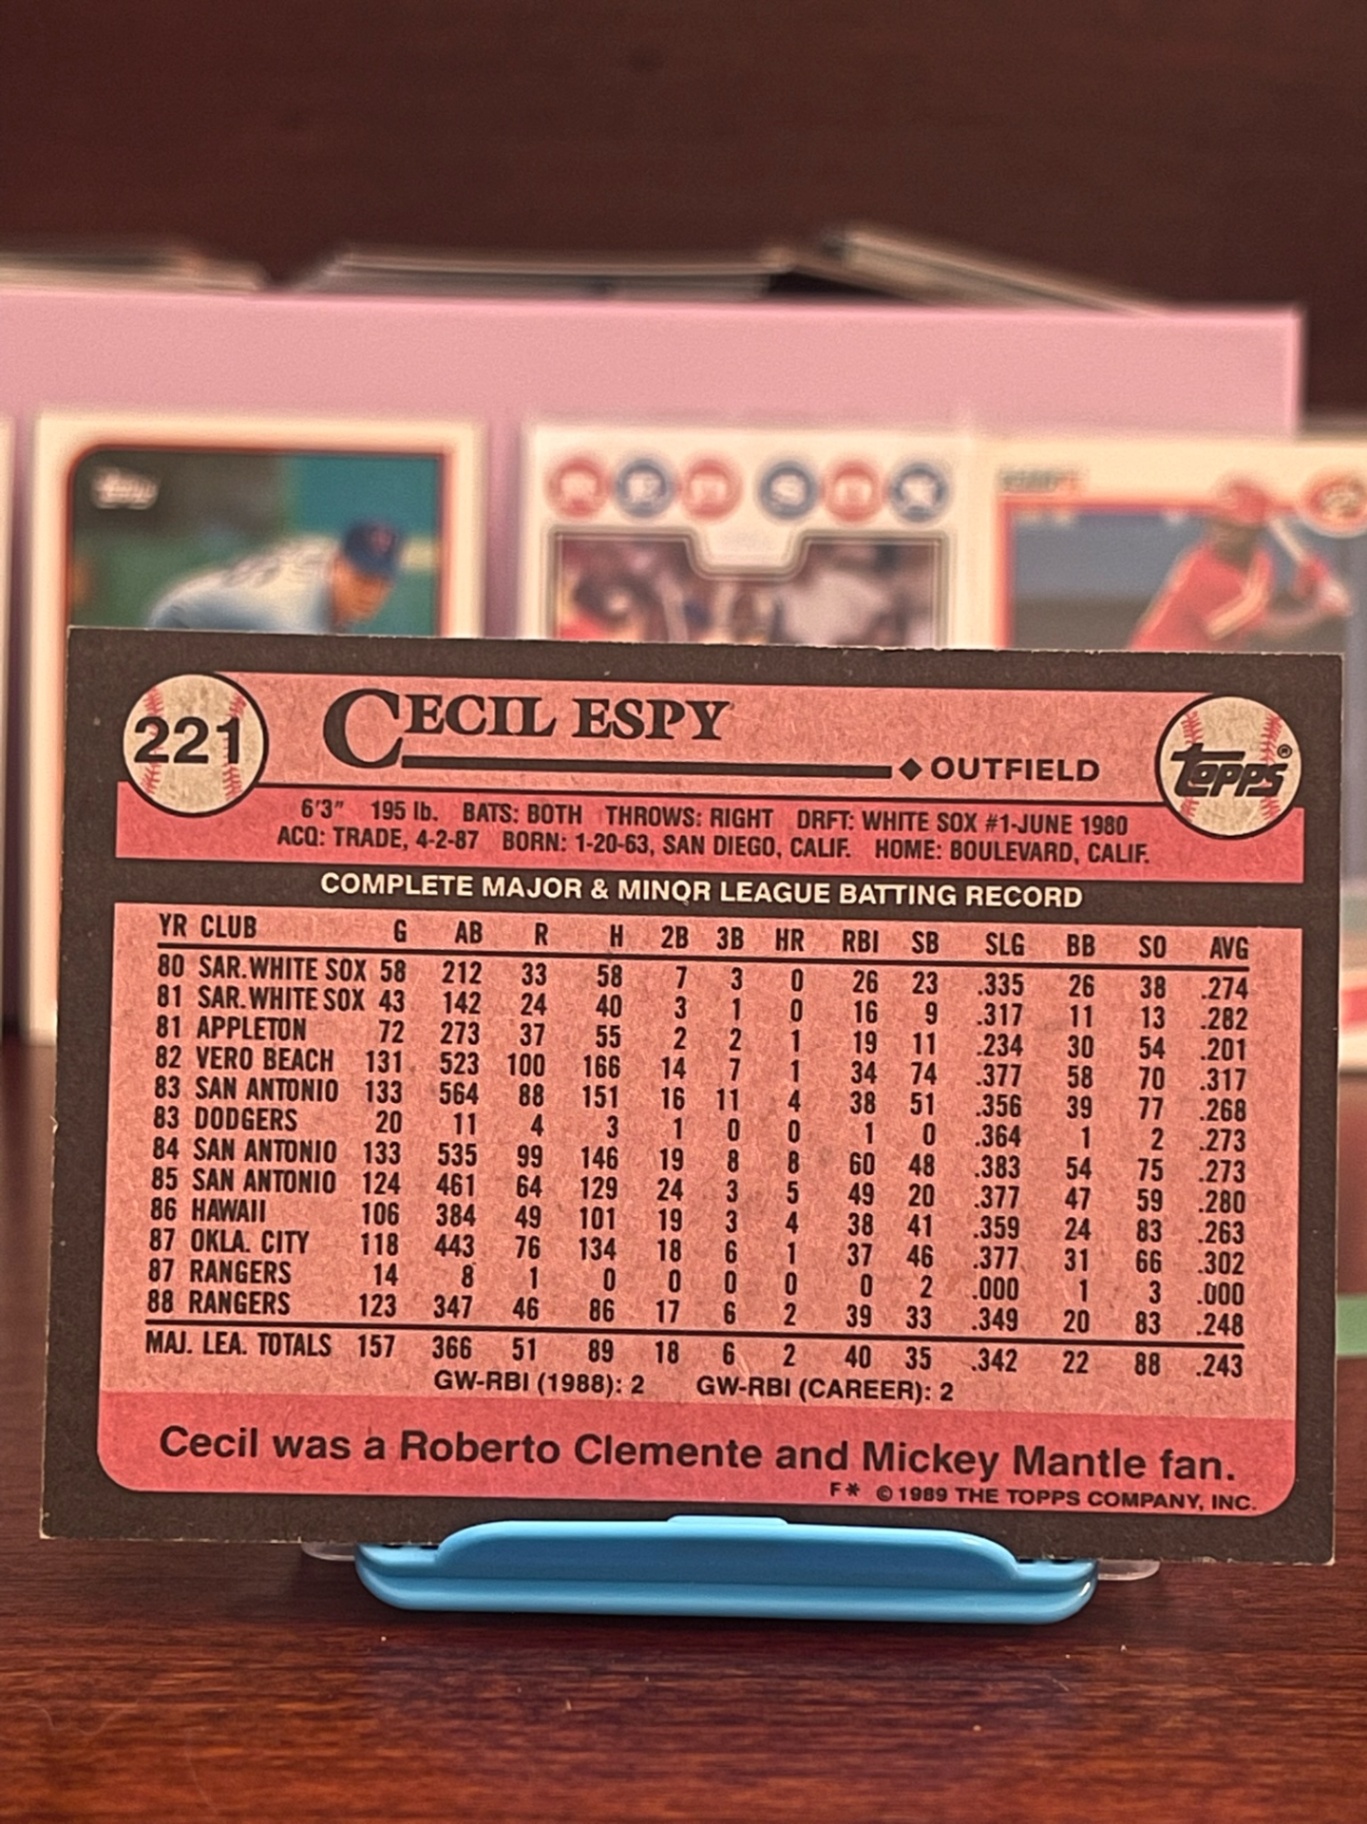 Topps
RED SOX
221
CECIL ESPY
OUTFIELD
Topps®
6'3" 195 lb. BATS: BOTH THROWS: RIGHT DRFT: WHITE SOX #1-JUNE 1980
ACQ: TRADE, 4-2-87 BORN: 1-20-63, SAN DIEGO, CALIF. HOME: BOULEVARD, CALIF.
COMPLETE MAJOR & MINOR LEAGUE BATTING RECORD
YR CLUB G AB R H 2B 3B HR RBI SB SLG BB SO AVG
80 SAR.WHITE SOX 58 212 33 58 7 3 0 26 23 .335 26 38 .274
81 SAR.WHITE SOX 43 142 24 40 3 1 0 16 9 .317 11 13 .282
81 APPLETON 72 273 37 55 2 2 1 19 11 .234 30 54 .201
82 VERO BEACH 131 523 100 166 14 7 1 34 74 .377 58 70 .317
83 SAN ANTONIO 133 564 88 151 16 11 4 38 51 .356 39 77 .268
83 DODGERS 20 11 4 3 1 0 0 1 0 .364 1 2 .273
84 SAN ANTONIO 133 535 99 146 19 8 8 60 48 .383 54 75 .273
85 SAN ANTONIO 124 461 64 129 24 3 5 49 20 .377 47 59 .280
86 HAWAII 106 384 49 101 19 3 4 38 41 .359 24 83 .263
87 OKLA. CITY 118 443 76 134 18 6 1 37 46 .377 31 66 .302
87 RANGERS 14 8 1 0 0 0 0 0 2 .000 1 3 .000
88 RANGERS 123 347 46 86 17 6 2 39 33 .349 20 83 .248
MAJ. LEA. TOTALS 157 366 51 89 18 6 2 40 35 .342 22 88 .243
GW-RBI (1988): 2 GW-RBI (CAREER): 2
Cecil was a Roberto Clemente and Mickey Mantle fan.
F* © 1989 THE TOPPS COMPANY, INC.